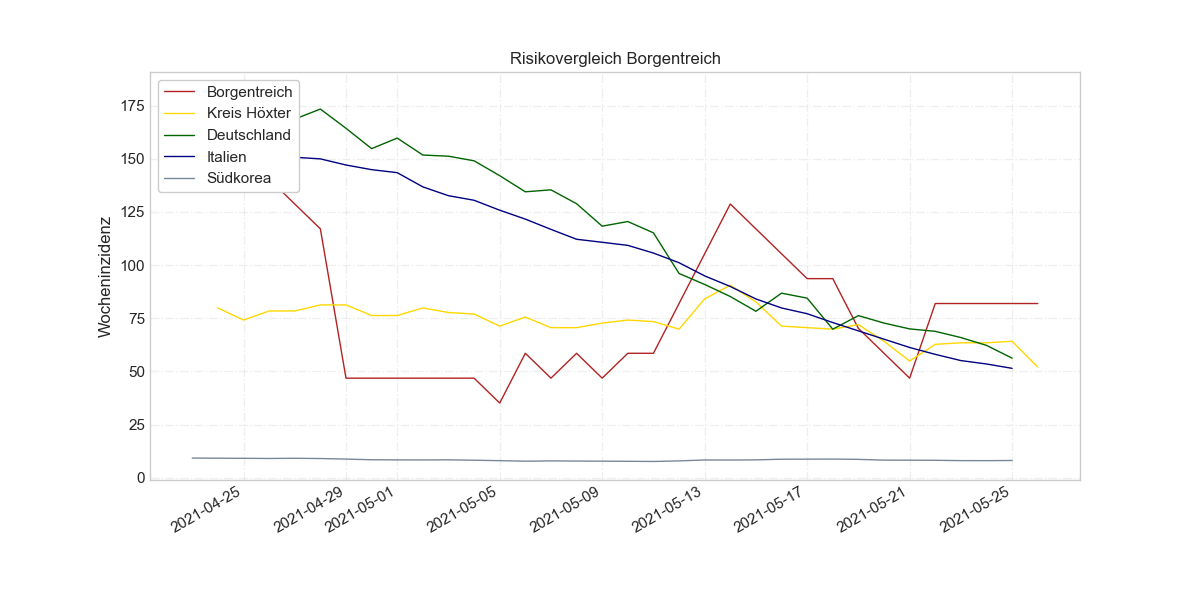 Risikovergleich Borgentreich
Borgentreich
Kreis Höxter
Deutschland
Italien
Südkorea
Wocheninzidenz
175
150
125
100
75
50
25
0
2021-04-25
2021-04-29
2021-05-01
2021-05-05
2021-05-09
2021-05-13
2021-05-17
2021-05-21
2021-05-25